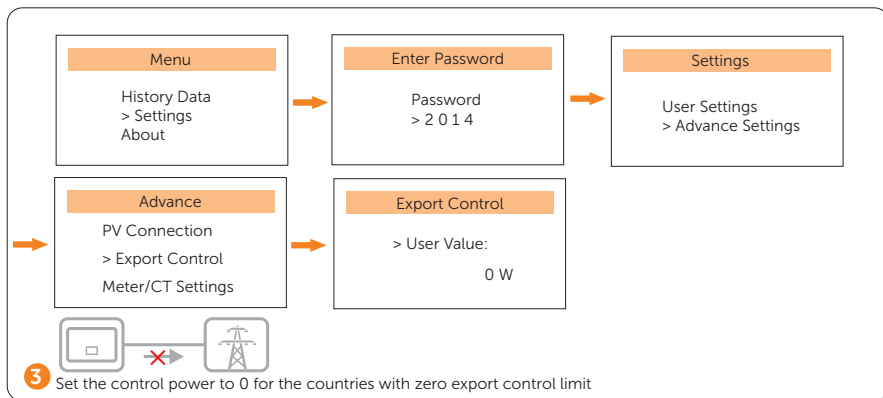 Menu
History Data
> Settings
About
Enter Password
Password
> 2 0 1 4
Settings
User Settings
> Advance Settings
Advance
PV Connection
> Export Control
Meter/CT Settings
Export Control
> User Value:
0 W
3 Set the control power to 0 for the countries with zero export control limit